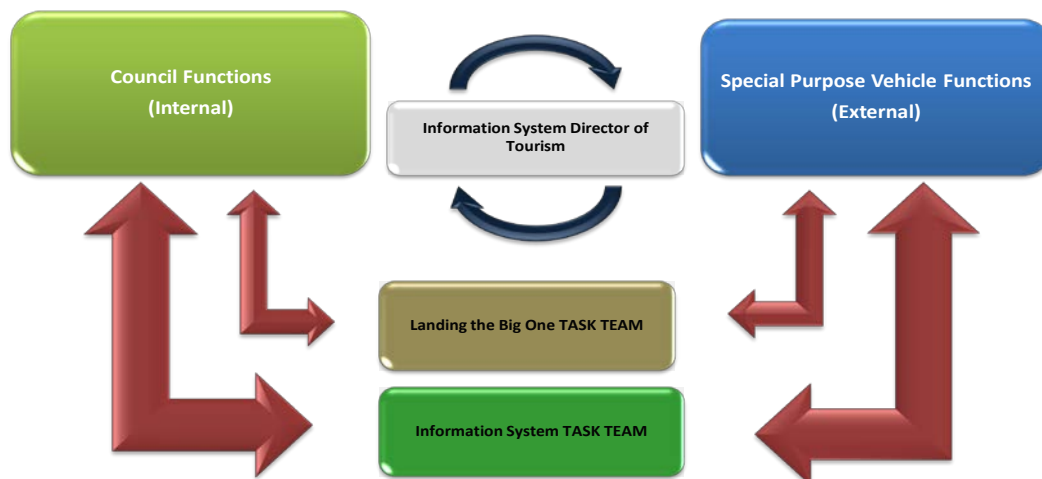 Council Functions
(Internal)
Information System Director of
Tourism
Special Purpose Vehicle Functions
(External)
Landing the Big One TASK TEAM
Information System TASK TEAM